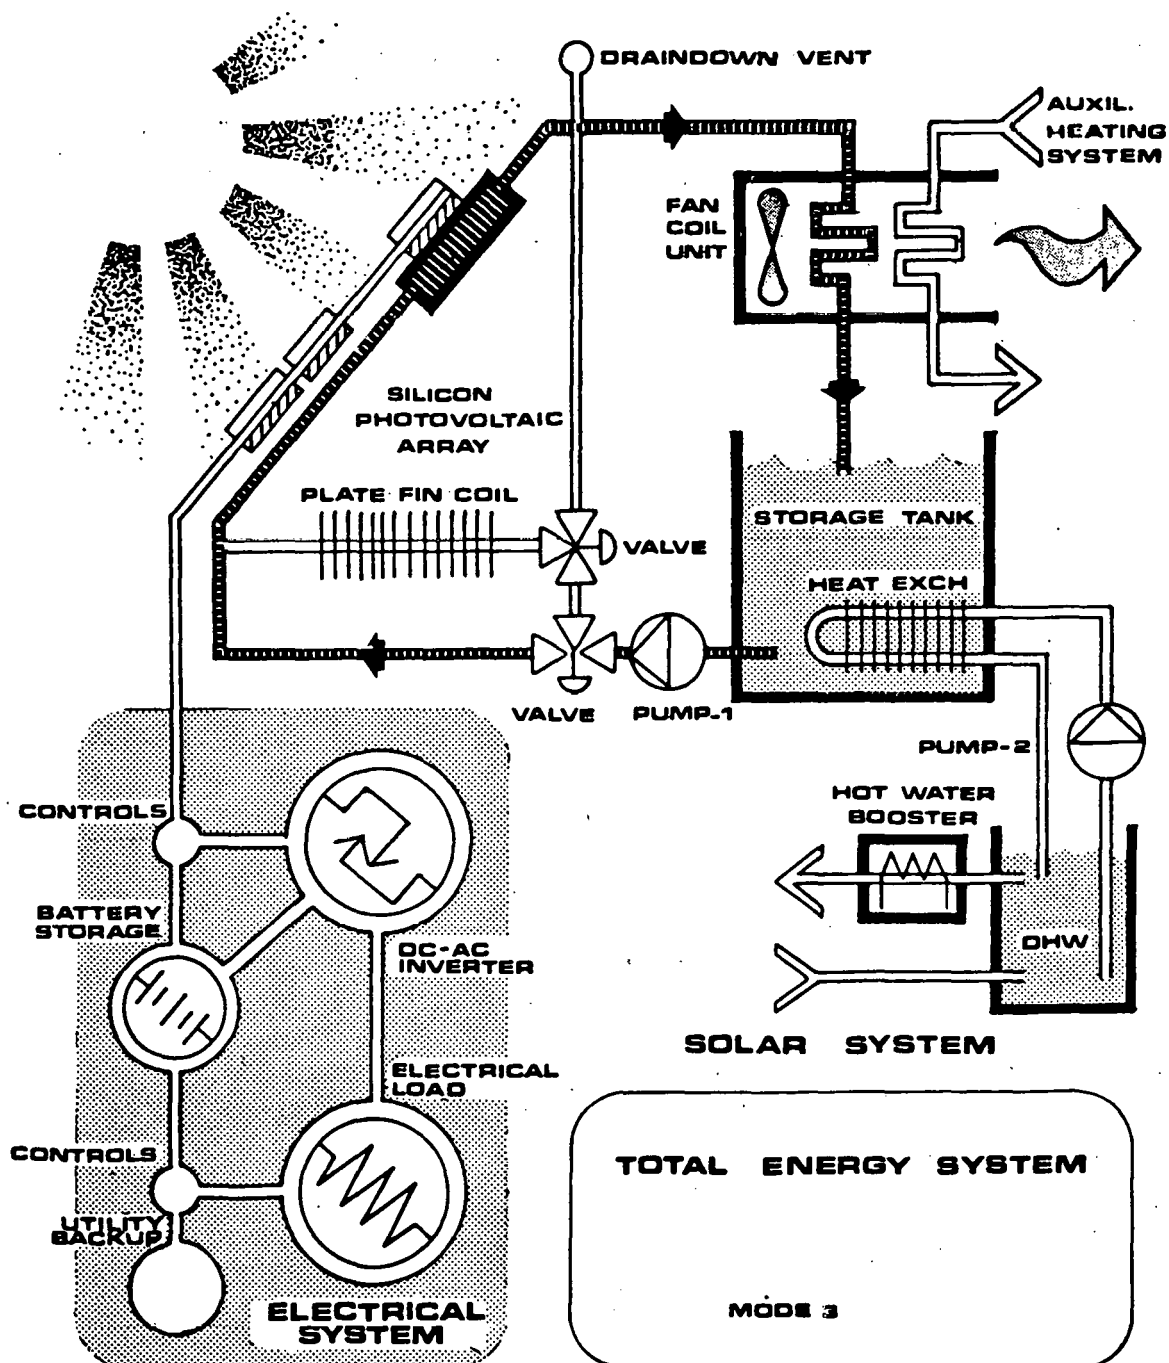 DRAINDOWN VENT
AUXIL.
HEATING
SYSTEM
FAN
COIL
UNIT
SILICON
PHOTOVOLTAIC
ARRAY
PLATE FIN COIL
VALVE
STORAGE TANK
HEAT EXCH
VALVE
PUMP-1
PUMP-2
HOT WATER
BOOSTER
CONTROLS
BATTERY
STORAGE
DC-AC
INVERTER
DHW
SOLAR SYSTEM
ELECTRICAL
LOAD
CONTROLS
UTILITY
BACKUP
ELECTRICAL
SYSTEM
TOTAL ENERGY SYSTEM
MODE 3